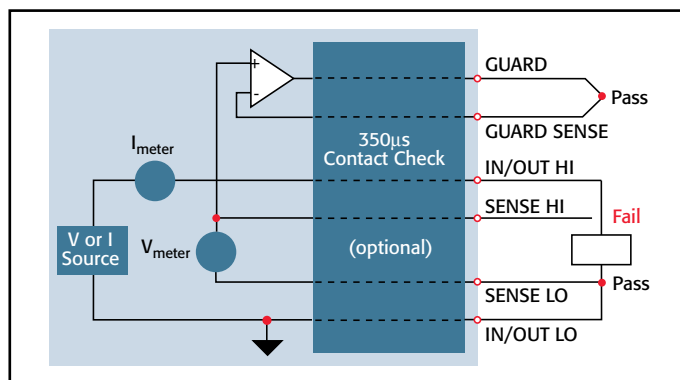 GUARD
+
-
Pass
GUARD SENSE
350µs
Contact Check
Imeter
IN/OUT HI
SENSE HI
Fail
V or I
Source
Vmeter
(optional)
Pass
SENSE LO
IN/OUT LO